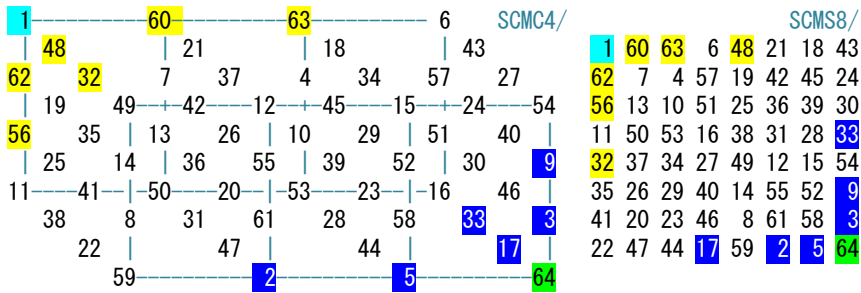 1 60 63 6 SCMC4/
48 21 18 43
62 32 7 37 4 34 57 27
19 49 42 12 45 15 24 54
56 35 13 26 10 29 51 40
25 14 36 55 39 52 30 9
11 41 50 20 53 23 16 46
38 8 31 61 28 58 33 3
22 47 44 17
59 2 5 64
SCMS8/
1 60 63 6 48 21 18 43
62 7 4 57 19 42 45 24
56 13 10 51 25 36 39 30
11 50 53 16 38 31 28 33
32 37 34 27 49 12 15 54
35 26 29 40 14 55 52 9
41 20 23 46 8 61 58 3
22 47 44 17 59 2 5 64